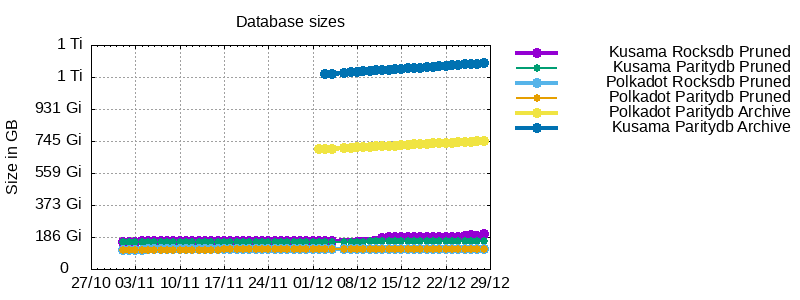 Database sizes
Size in GB
1 Ti
1 Ti
931 Gi
745 Gi
559 Gi
373 Gi
186 Gi
0
27/10 03/11 10/11 17/11 24/11 01/12 08/12 15/12 22/12 29/12
Kusama Rocksdb Pruned
Kusama Paritydb Pruned
Polkadot Rocksdb Pruned
Polkadot Paritydb Pruned
Polkadot Paritydb Archive
Kusama Paritydb Archive